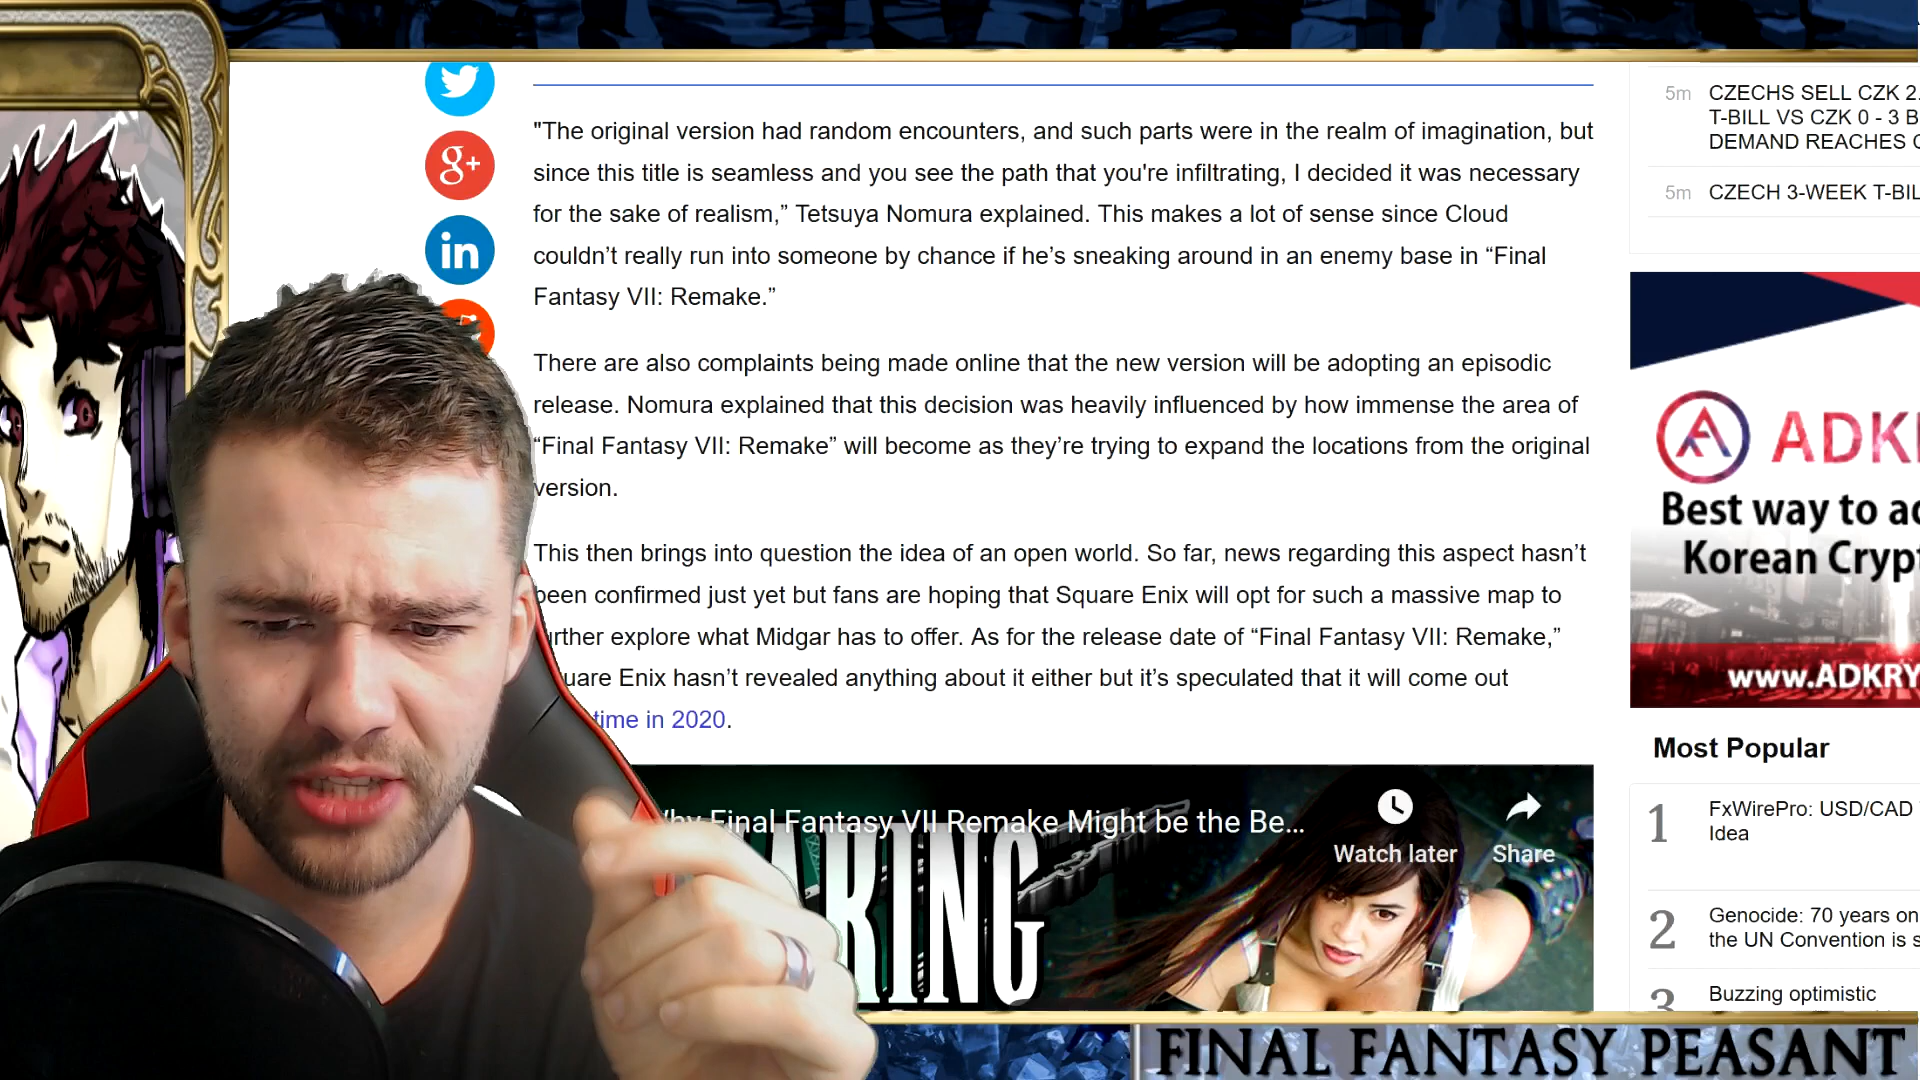 "The original version had random encounters, and such parts were in the realm of imagination, but
since this title is seamless and you see the path that you're infiltrating, I decided it was necessary
for the sake of realism,” Tetsuya Nomura explained. This makes a lot of sense since Cloud
couldn’t really run into someone by chance if he’s sneaking around in an enemy base in “Final
Fantasy VII: Remake.”
There are also complaints being made online that the new version will be adopting an episodic
release. Nomura explained that this decision was heavily influenced by how immense the area of
“Final Fantasy VII: Remake” will become as they’re trying to expand the locations from the original
version.
This then brings into question the idea of an open world. So far, news regarding this aspect hasn’t
been confirmed just yet but fans are hoping that Square Enix will opt for such a massive map to
further explore what Midgar has to offer. As for the release date of “Final Fantasy VII: Remake,”
Square Enix hasn’t revealed anything about it either but it’s speculated that it will come out
time in 2020.
Why Final Fantasy VII Remake Might be the Be...
Watch later
Share
KING
g+
in
5m CZECHS SELL CZK 2.
T-BILL VS CZK 0 - 3 B
DEMAND REACHES
5m CZECH 3-WEEK T-BIL
ADK
Best way to
Korean Cryp
www.ADKRY
Most Popular
1 FxWirePro: USD/CAD
Idea
2 Genocide: 70 years on
the UN Convention is
3 Buzzing optimistic
FINAL FANTASY PEASANT